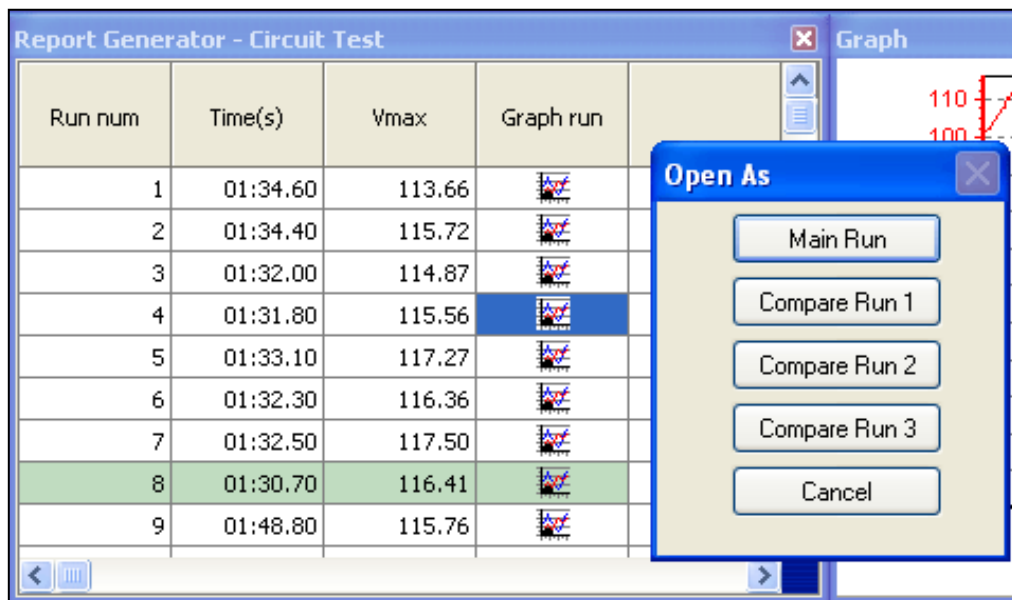 Report Generator - Circuit Test
Run num Time(s) Vmax Graph run
1 01:34.60 113.66
2 01:34.40 115.72
3 01:32.00 114.87
4 01:31.80 115.56
5 01:33.10 117.27
6 01:32.30 116.36
7 01:32.50 117.50
8 01:30.70 116.41
9 01:48.80 115.76
Graph
110
100
Open As
Main Run
Compare Run 1
Compare Run 2
Compare Run 3
Cancel